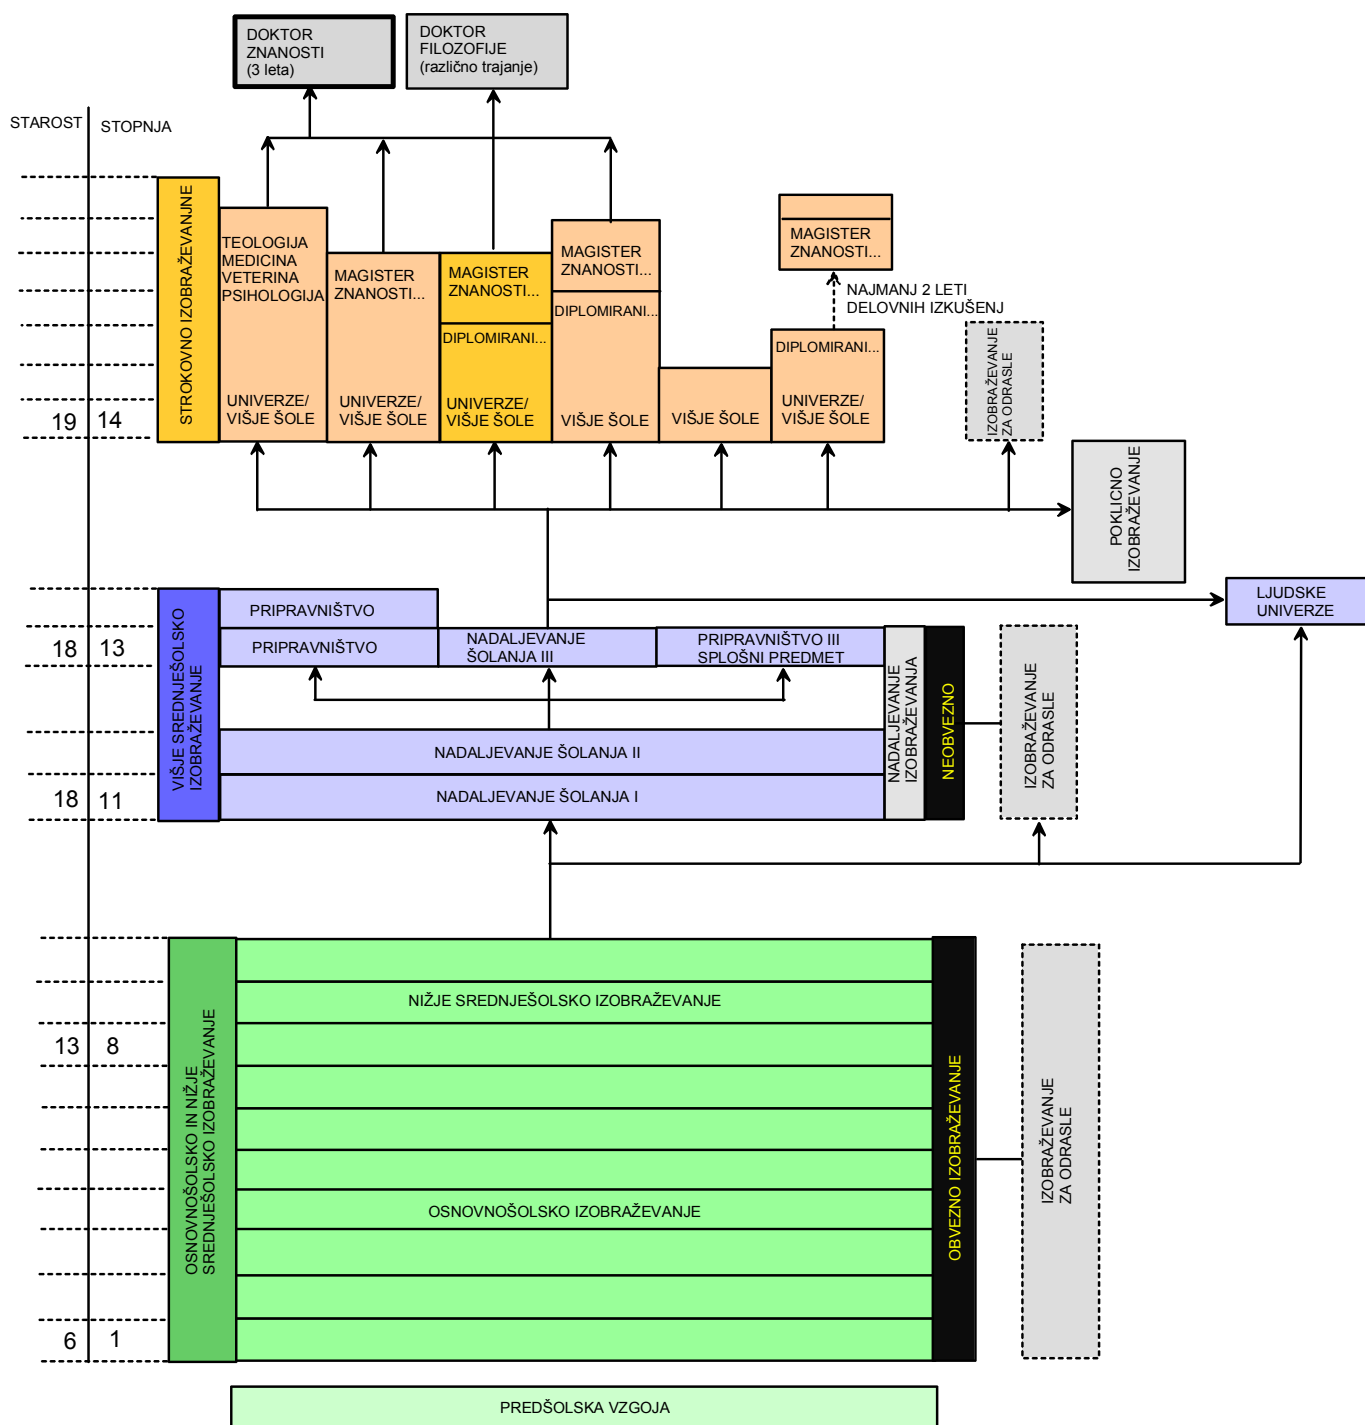 DOKTOR
ZNANOSTI
(3 leta)
DOKTOR
FILOZOFIJE
(različno trajanje)
STAROST
STOPNJA
STROKOVNO IZOBRAŽEVANJNE
TEOLOGIJA
MEDICINA
VETERINA
PSIHOLOGIJA
UNIVERZE/
VIŠJE ŠOLE
MAGISTER
ZNANOSTI...
UNIVERZE/
VIŠJE ŠOLE
MAGISTER
ZNANOSTI...
DIPLOMIRANI...
UNIVERZE/
VIŠJE ŠOLE
MAGISTER
ZNANOSTI...
DIPLOMIRANI...
VIŠJE ŠOLE
VIŠJE ŠOLE
MAGISTER
ZNANOSTI...
NAJMANJ 2 LETI
DELOVNIH IZKUŠENJ
DIPLOMIRANI...
UNIVERZE/
VIŠJE ŠOLE
IZOBRAŽEVANJE
ZA ODRASLE
19 14
POKLICNO
IZOBRAŽEVANJE
LJUDSKE
UNIVERZE
VIŠJE SREDNJEŠOLSKO
IZOBRAŽEVANJE
PRIPRAVNIŠTVO
18 13
PRIPRAVNIŠTVO
NADALJEVANJE
ŠOLANJA III
PRIPRAVNIŠTVO III
SPLOŠNI PREDMET
NADALJEVANJE ŠOLANJA II
18 11
NADALJEVANJE ŠOLANJA I
NADALJEVANJE
IZOBRAŽEVANJA
NEOBVEZNO
IZOBRAŽEVANJE
ZA ODRASLE
OSNOVNOŠOLSKO IN NIŽJE
SREDNJEŠOLSKO IZOBRAŽEVANJE
NIŽJE SREDNJEŠOLSKO IZOBRAŽEVANJE
13 8
OSNOVNOŠOLSKO IZOBRAŽEVANJE
OBVEZNO IZOBRAŽEVANJE
IZOBRAŽEVANJE
ZA ODRASLE
6 1
PREDŠOLSKA VZGOJA